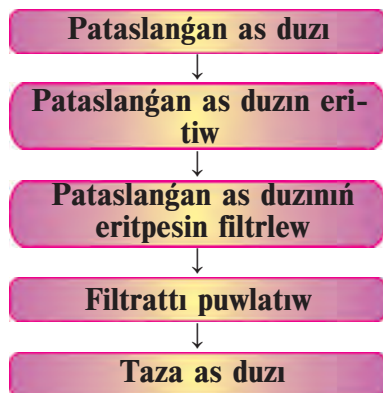 Pataslanǵan as duzı
↓
Pataslanǵan as duzın eri-
tiw
↓
Pataslanǵan as duzınıń
eritpesin filtrlew
↓
Filtrattı puwlatıw
↓
Taza as duzı